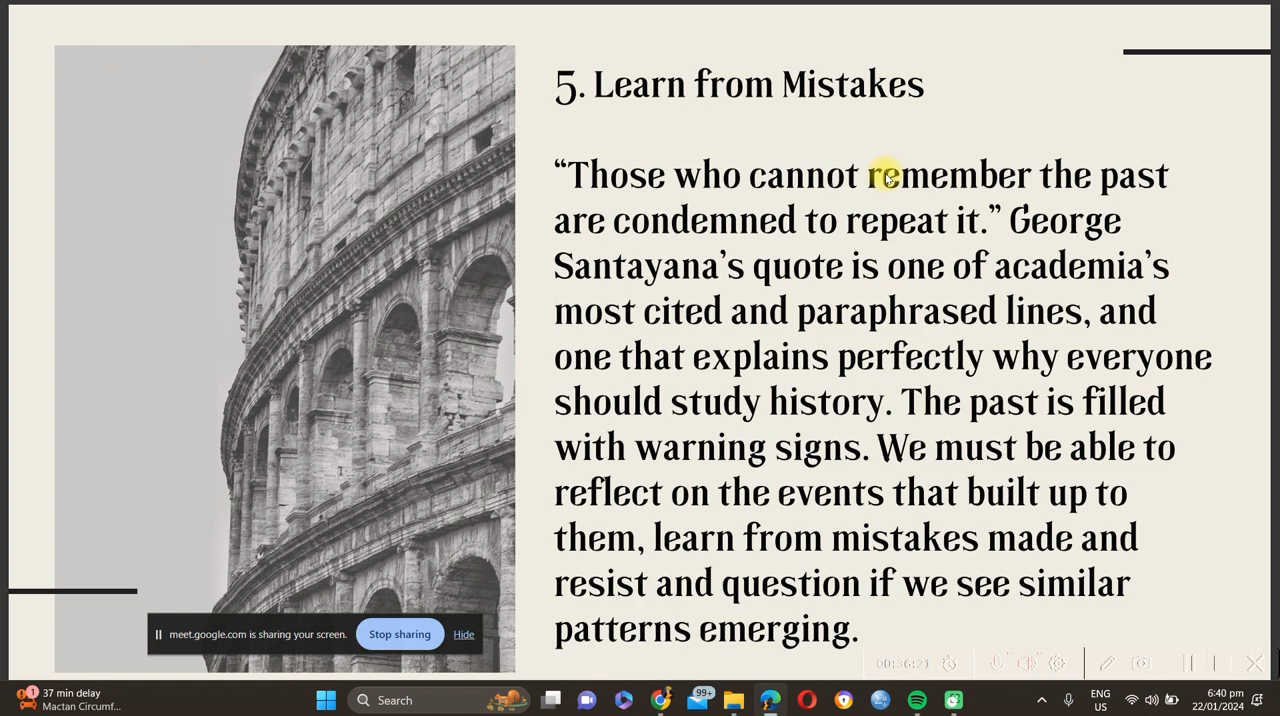 5. Learn from Mistakes
“Those who cannot remember the past
are condemned to repeat it.” George
Santayana’s quote is one of academia’s
most cited and paraphrased lines, and
one that explains perfectly why everyone
should study history. The past is filled
with warning signs. We must be able to
reflect on the events that built up to
them, learn from mistakes made and
resist and question if we see similar
patterns emerging.
meet.google.com is sharing your screen. Stop sharing Hide
00:36:21
1
37 min delay
Mactan Circumf...
Search
99+
ENG
US
6:40 pm
22/01/2024